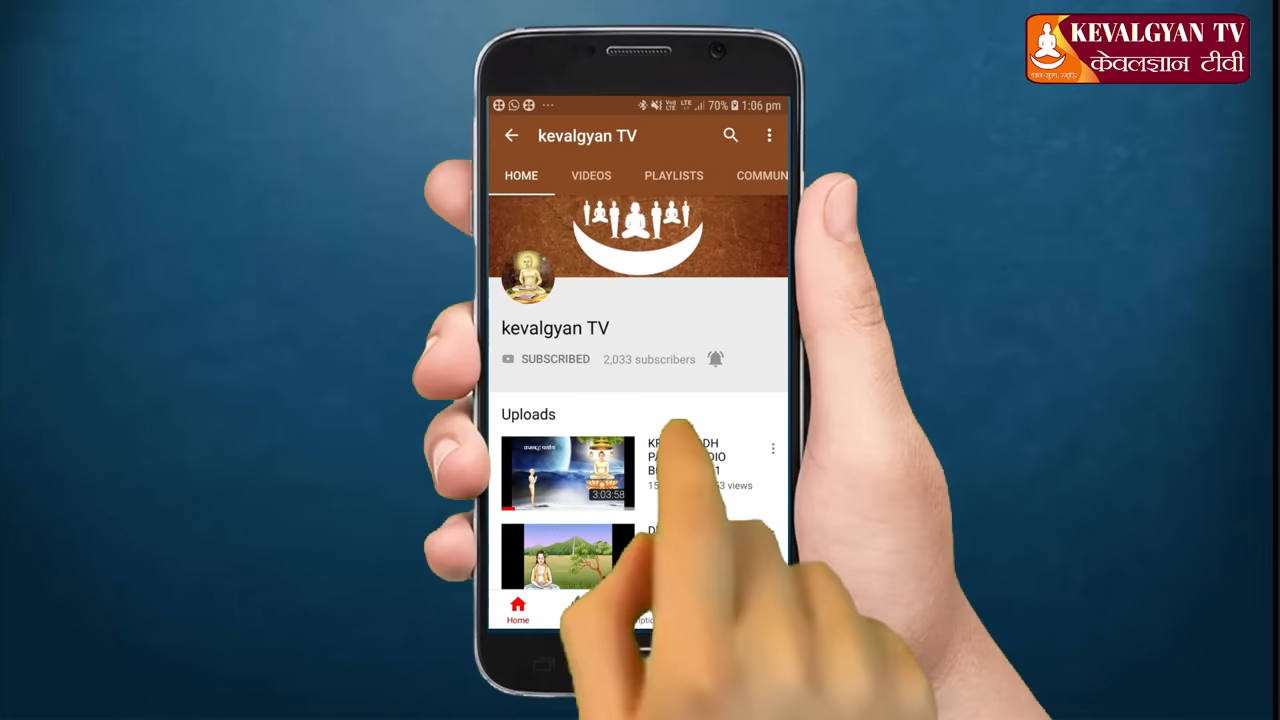 KEVALGYAN TV
केवलज्ञान टीवी
70% 1:06 pm
kevalgyan TV
HOME VIDEOS PLAYLISTS COMMUN
kevalgyan TV
SUBSCRIBED 2,033 subscribers
Uploads
views
3:03:58
Home